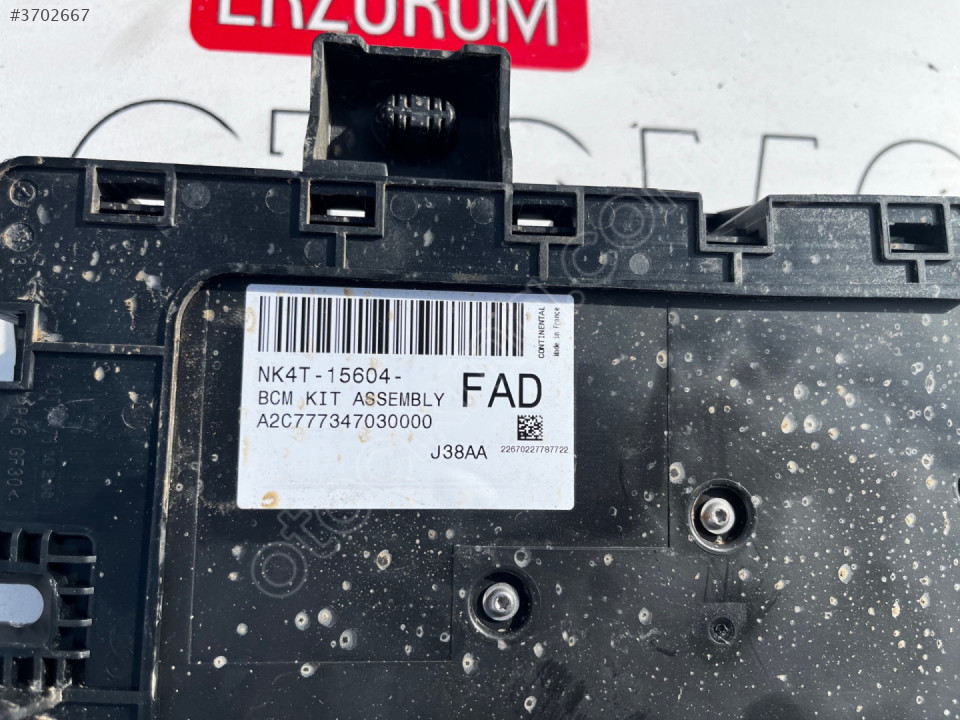 #3702667
ERZURUM
CONTINENTAL
Made in France
NK4T-15604-
BCM KIT ASSEMBLY
FAD
A2C777347030000
J38AA
22670227787722